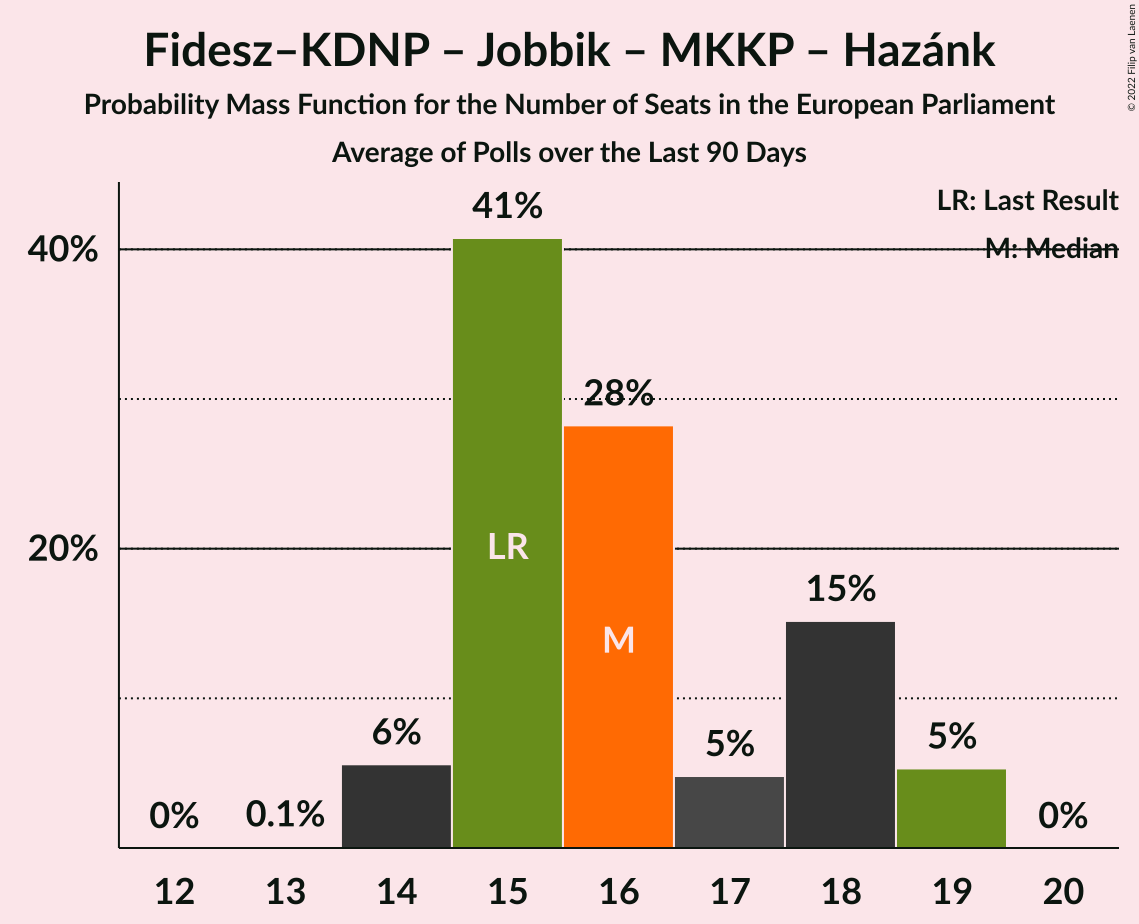 Fidesz–KDNP – Jobbik – MKKP – Hazánk
Probability Mass Function for the Number of Seats in the European Parliament
Average of Polls over the Last 90 Days
© 2022 Filip van Laenen
LR: Last Result
M: Median
41%
40%
28%
20%
LR
M
15%
6%
5%
5%
0%
0.1%
0%
12 13 14 15 16 17 18 19 20